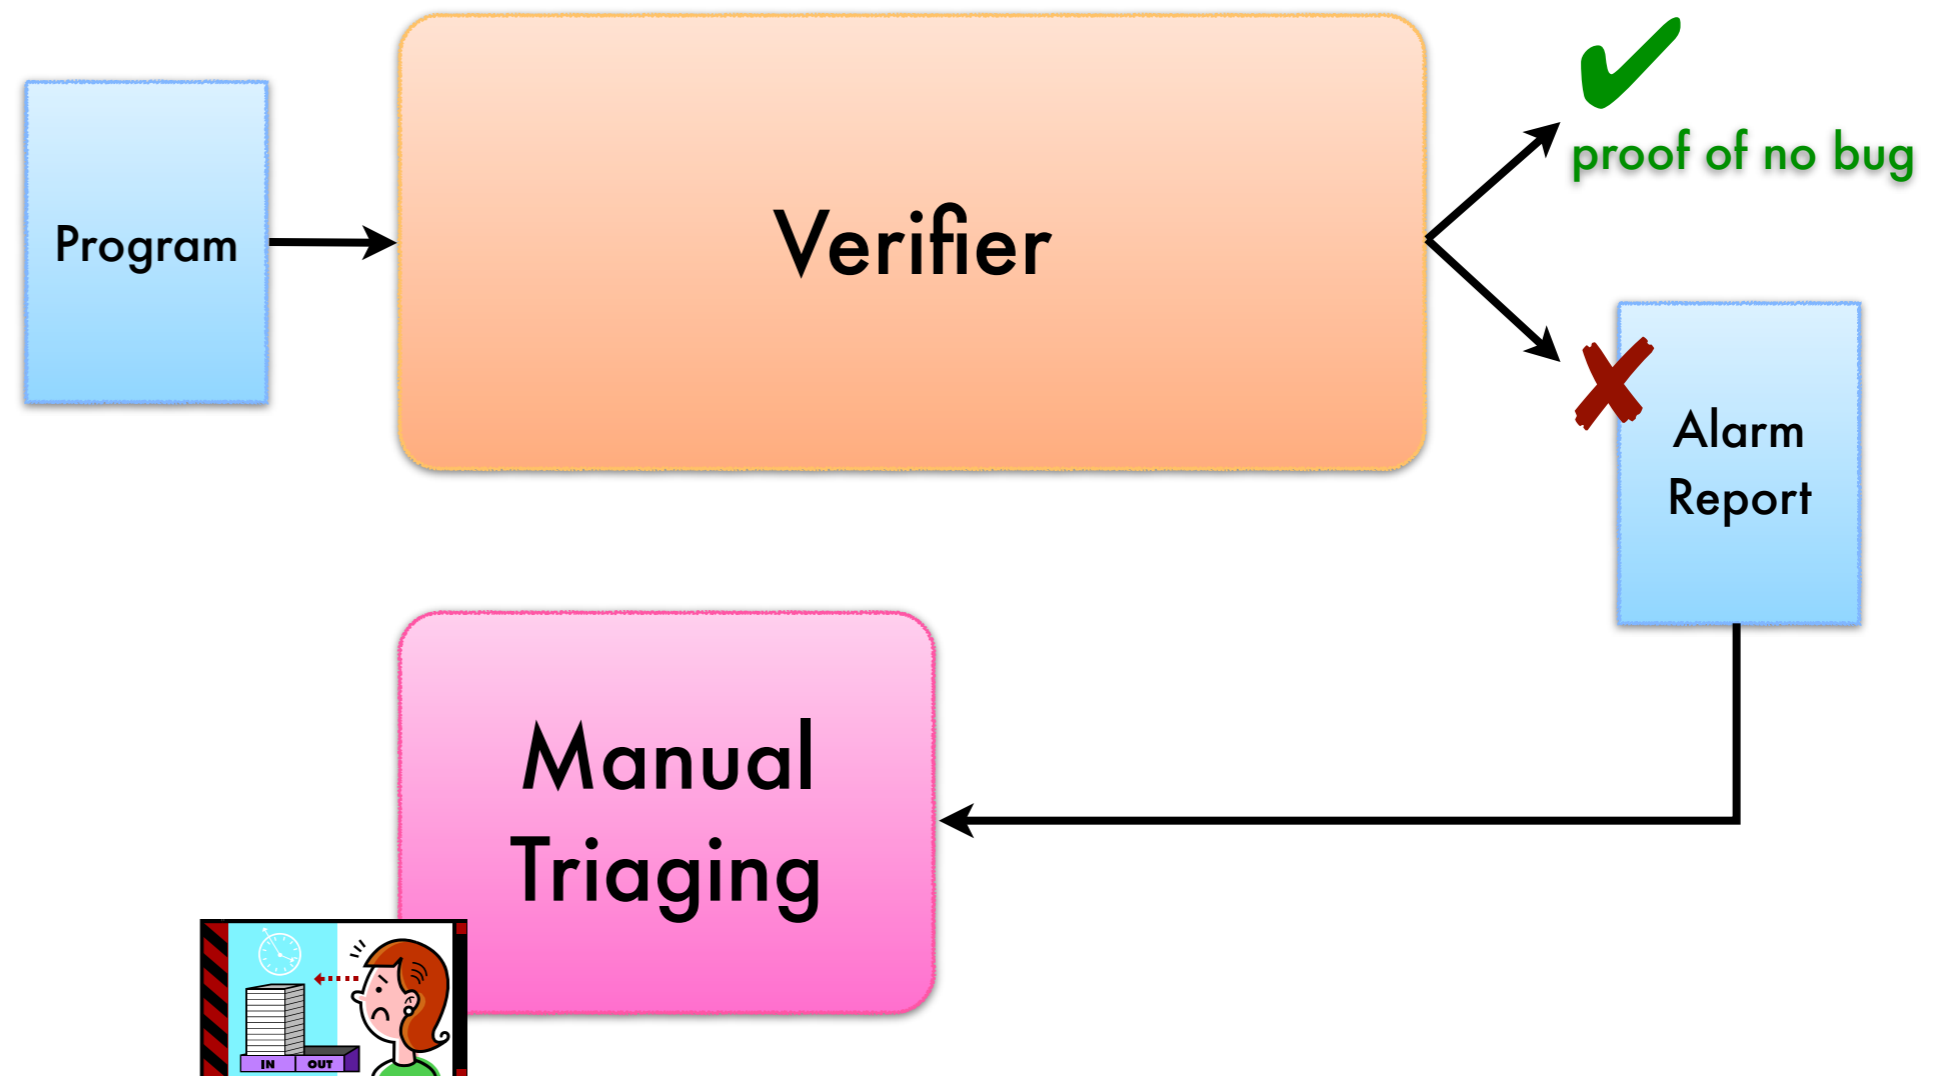 Program
Verifier
proof of no bug
Alarm
Report
Manual
Triaging
IN
OUT